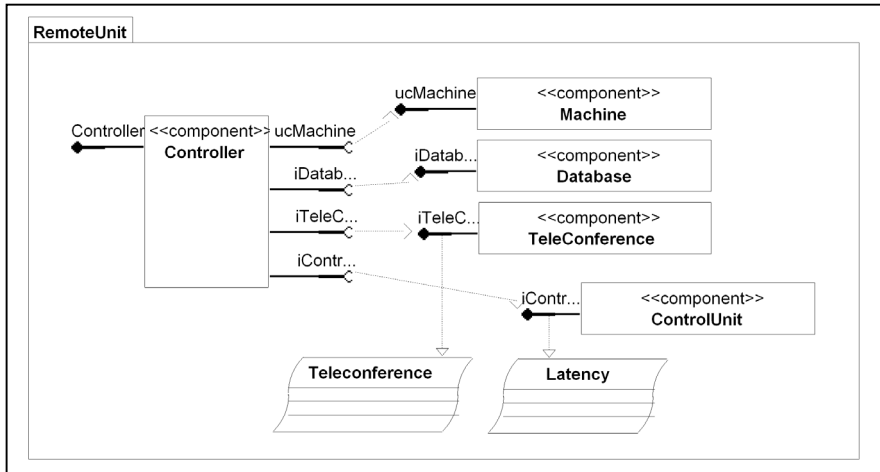 RemoteUnit
ucMachine
<<component>>
Machine
Controller
<<component>>
Controller
ucMachine
iDatab...
iDatab...
<<component>>
Database
iTeleC...
iTeleC...
<<component>>
TeleConference
iContr...
iContr...
<<component>>
ControlUnit
Teleconference
Latency